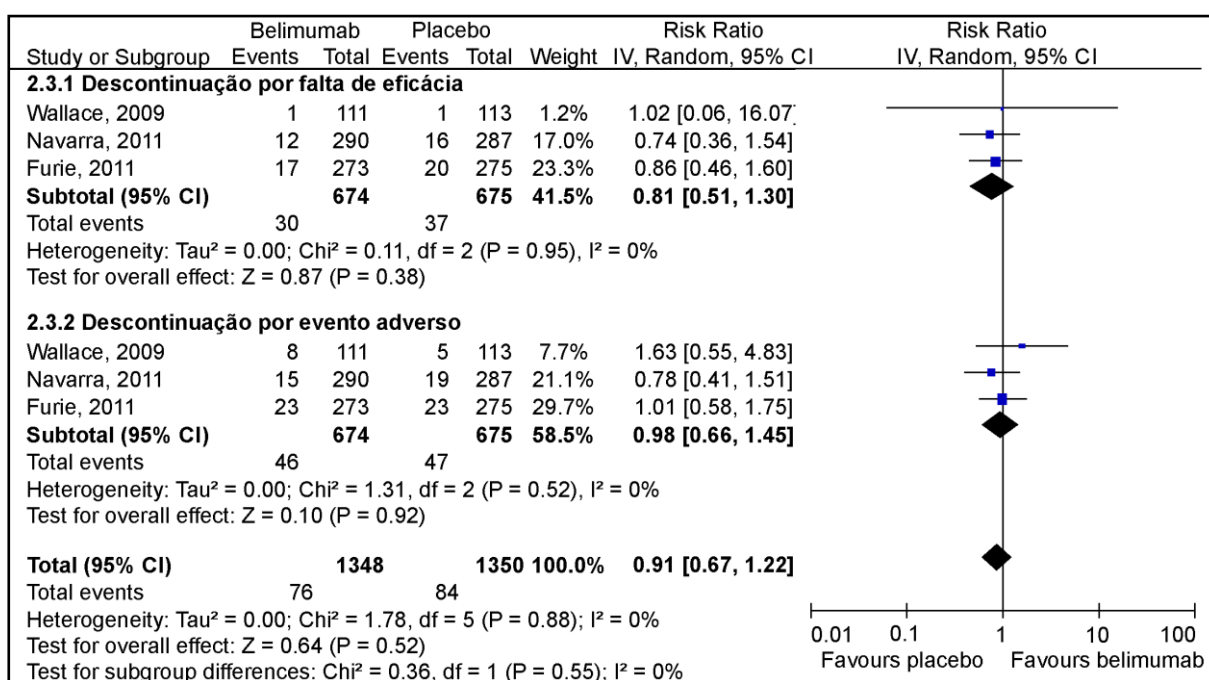 Belimumab Placebo Risk Ratio Risk Ratio
Study or Subgroup Events Total Events Total Weight IV, Random, 95% CI IV, Random, 95% CI
2.3.1 Descontinuação por falta de eficácia
Wallace, 2009 1 111 1 113 1.2% 1.02 [0.06, 16.07]
Navarra, 2011 12 290 16 287 17.0% 0.74 [0.36, 1.54]
Furie, 2011 17 273 20 275 23.3% 0.86 [0.46, 1.60]
Subtotal (95% CI) 674 675 41.5% 0.81 [0.51, 1.30]
Total events 30 37
Heterogeneity: Tau² = 0.00; Chi² = 0.11, df = 2 (P = 0.95), I² = 0%
Test for overall effect: Z = 0.87 (P = 0.38)
2.3.2 Descontinuação por evento adverso
Wallace, 2009 8 111 5 113 7.7% 1.63 [0.55, 4.83]
Navarra, 2011 15 290 19 287 21.1% 0.78 [0.41, 1.51]
Furie, 2011 23 273 23 275 29.7% 1.01 [0.58, 1.75]
Subtotal (95% CI) 674 675 58.5% 0.98 [0.66, 1.45]
Total events 46 47
Heterogeneity: Tau² = 0.00; Chi² = 1.31, df = 2 (P = 0.52), I² = 0%
Test for overall effect: Z = 0.10 (P = 0.92)
Total (95% CI) 1348 1350 100.0% 0.91 [0.67, 1.22]
Total events 76 84
Heterogeneity: Tau² = 0.00; Chi² = 1.78, df = 5 (P = 0.88); I² = 0%
Test for overall effect: Z = 0.64 (P = 0.52)
Test for subgroup differences: Chi² = 0.36, df = 1 (P = 0.55); I² = 0%
0.01 0.1 1 10 100
Favours placebo Favours belimumab